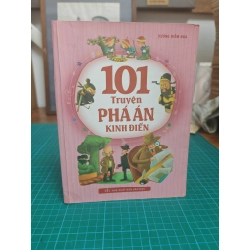 101
Truyện
PHÁ ÁN
KINH ĐIỂN